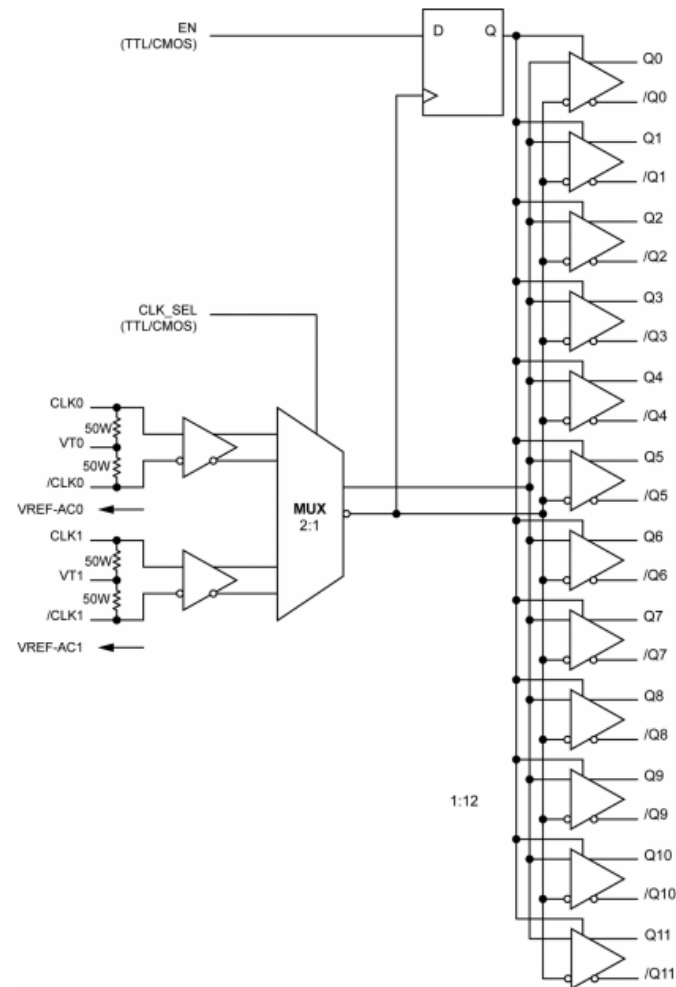 EN
(TTL/CMOS)
D
Q
Q0
/Q0
Q1
/Q1
Q2
/Q2
Q3
/Q3
CLK_SEL
(TTL/CMOS)
Q4
/Q4
CLK0
50W
VT0
50W
/CLK0
VREF-AC0
CLK1
50W
VT1
50W
/CLK1
VREF-AC1
MUX
2:1
Q5
/Q5
Q6
/Q6
Q7
/Q7
Q8
/Q8
1:12
Q9
/Q9
Q10
/Q10
Q11
/Q11